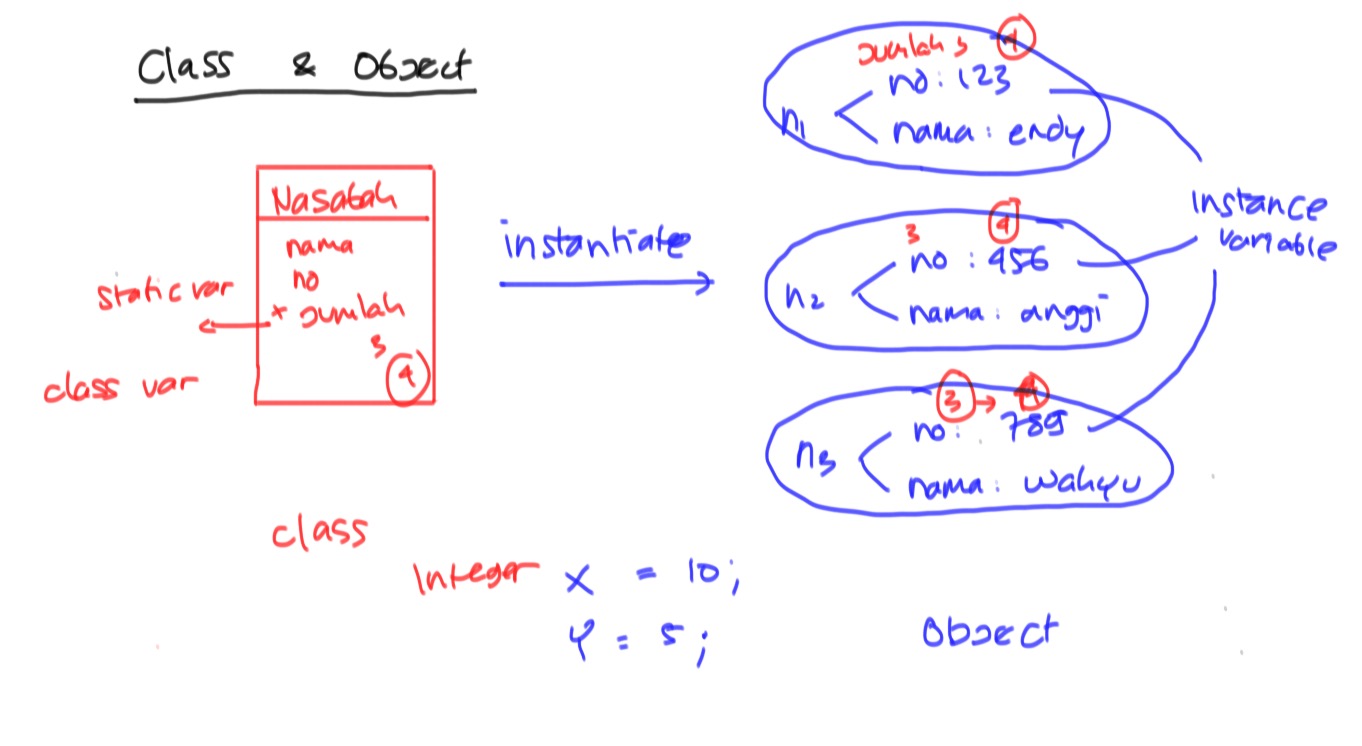 Class & Object
Nasabah
nama
no
+ jumlah
3
4
static var
class var
instantiate
jumlah 3 4
no : 123
n1
nama : endy
3 4
no : 456
n2
nama : anggi
3 → 4
no : 789
n3
nama : wahyu
instance
variable
class
Integer x = 10;
y = 5;
Object